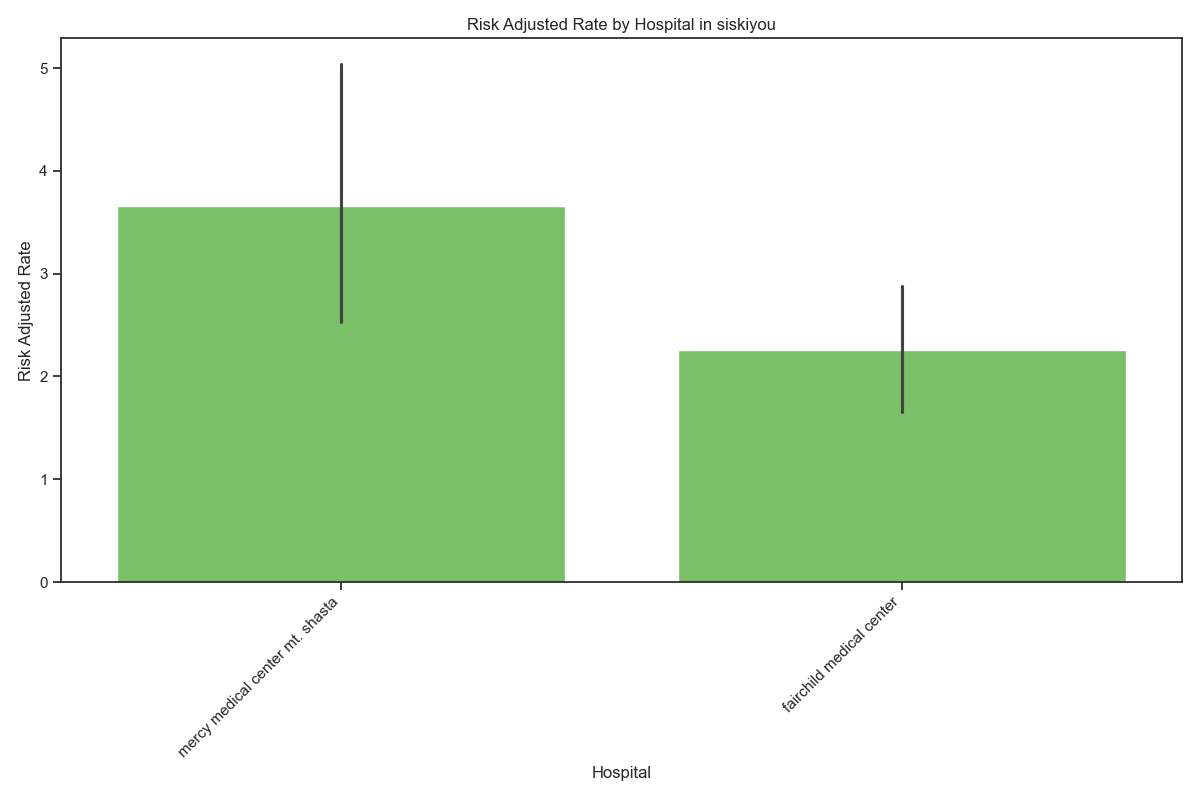 Risk Adjusted Rate by Hospital in siskiyou
Risk Adjusted Rate
5
4
3
2
1
0
mercy medical center mt. shasta
fairchild medical center
Hospital